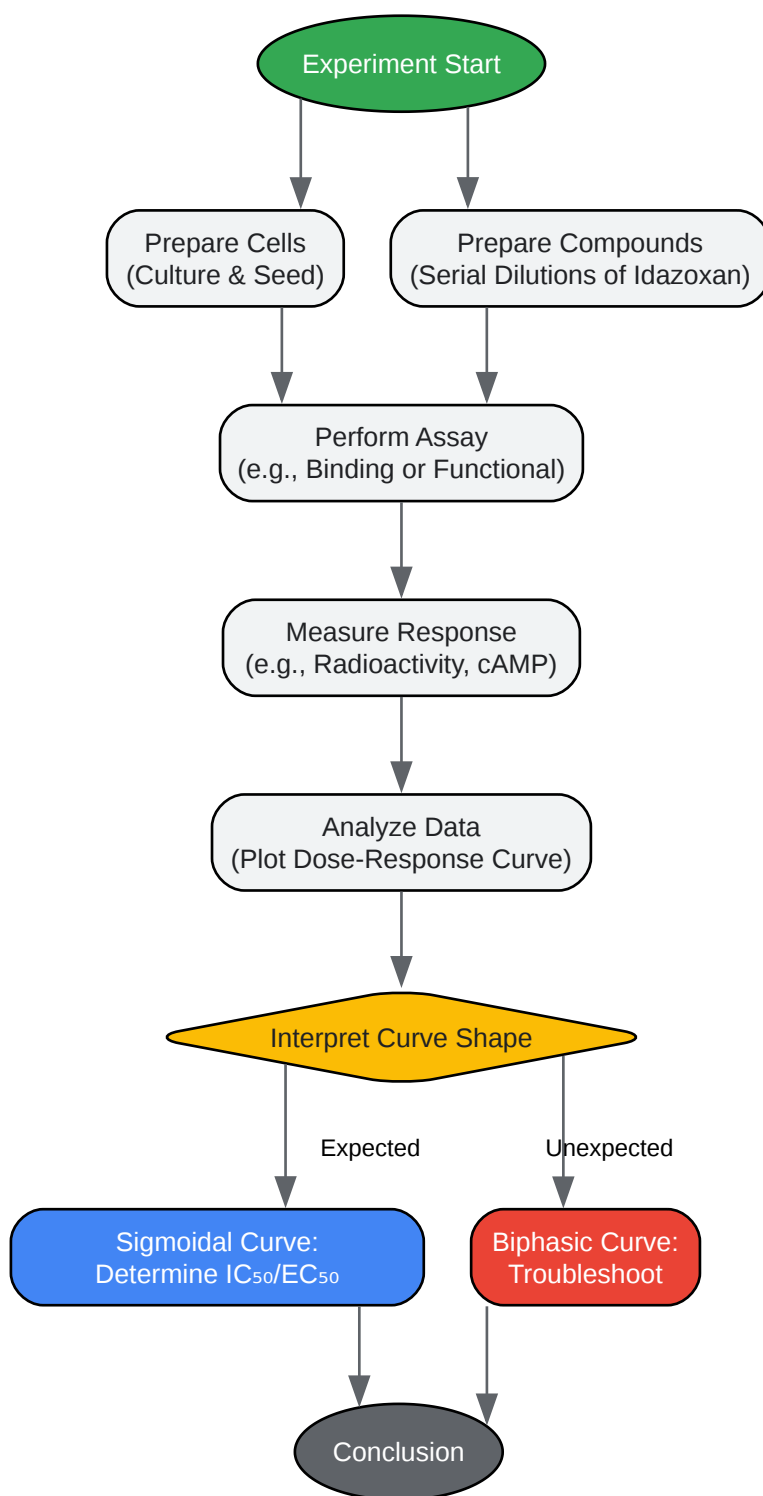 Experiment Start
Prepare Cells
(Culture & Seed)
Prepare Compounds
(Serial Dilutions of Idazoxan)
Perform Assay
(e.g., Binding or Functional)
Measure Response
(e.g., Radioactivity, cAMP)
Analyze Data
(Plot Dose-Response Curve)
Interpret Curve Shape
Expected
Unexpected
Sigmoidal Curve:
Determine IC₅₀/EC₅₀
Biphasic Curve:
Troubleshoot
Conclusion